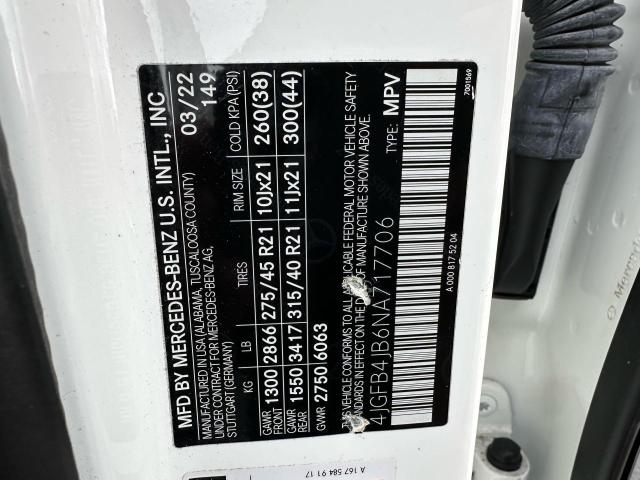 MFD BY MERCEDES-BENZ U.S. INTL., INC
03/22
149
MANUFACTURED IN USA (ALABAMA, TUSCALOOSA COUNTY)
MANUFACTURED FOR MERCEDES-BENZ AG,
STUTTGART (GERMANY)
KG LB TIRES RIM SIZE COLD KPA (PSI)
GAWR FRONT 1300 2866 275/45 R21 10Jx21 260(38)
GAWR REAR 1550 3417 315/40 R21 11Jx21 300(44)
GVWR 2750 6063
THIS VEHICLE CONFORMS TO ALL APPLICABLE FEDERAL MOTOR VEHICLE SAFETY
STANDARDS IN EFFECT ON THE DATE OF MANUFACTURE SHOWN ABOVE.
4JGFB4JB6NA717706 TYPE: MPV
A 000 817 52 04
7001569
A 167 584 91 17